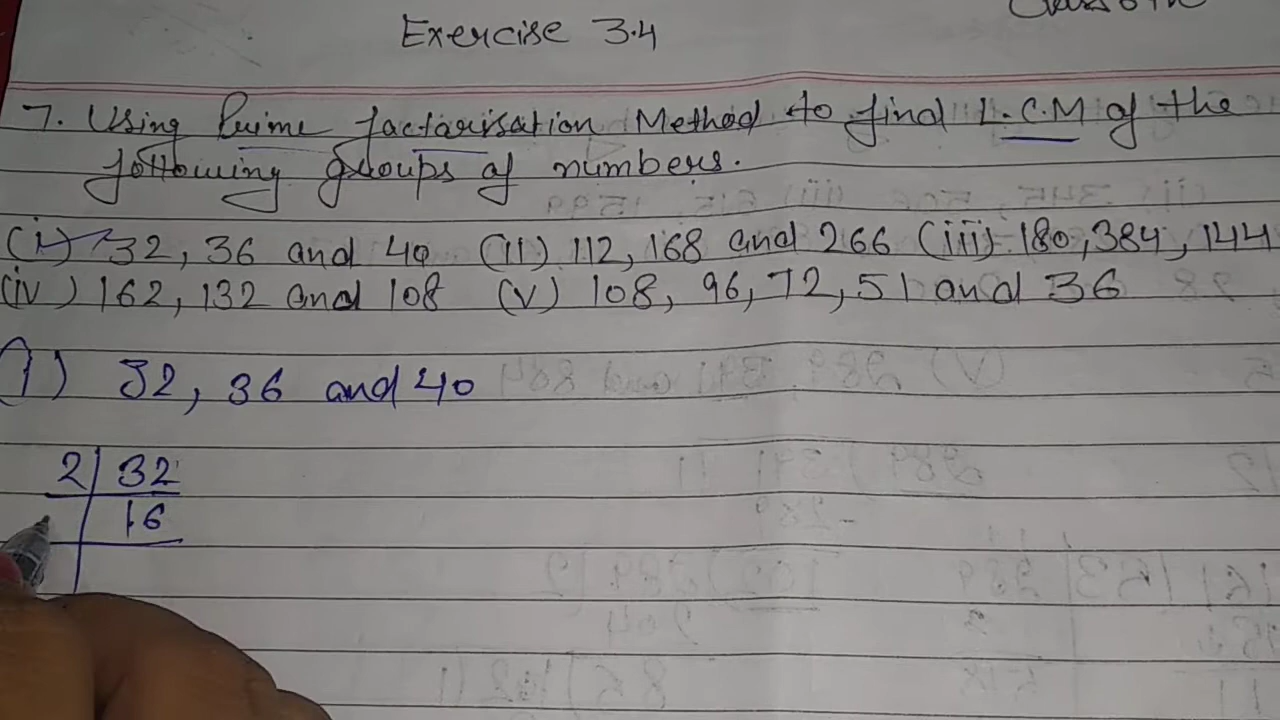 Exercise 3.4
7. Using Prime factorisation Method to find L.C.M of the
following groups of numbers.
(i) 32, 36 and 40 (ii) 112, 168 and 266 (iii) 180, 384, 144
(iv) 162, 132 and 108 (v) 108, 96, 72, 51 and 36
1) 32, 36 and 40
2 | 32
16